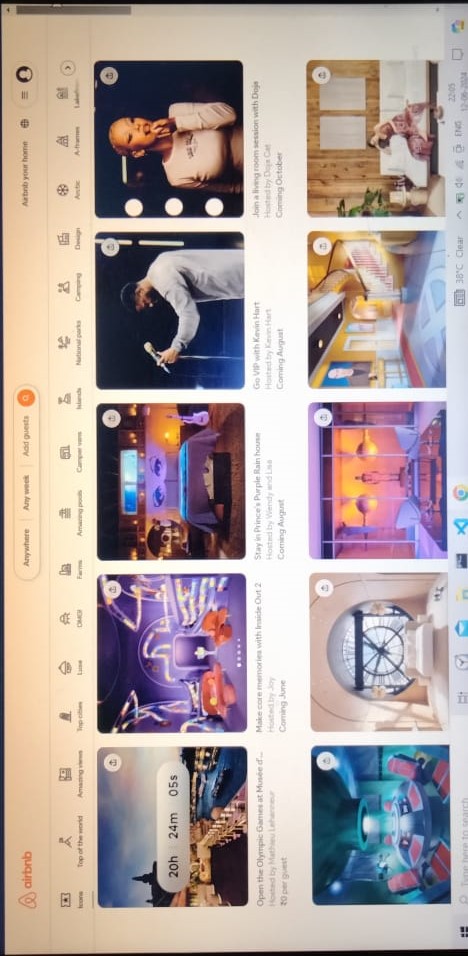 airbnb
Anywhere Any week Add guests
Airbnb your home
Icons Top of the world Amazing views Top cities Luxe OMG! Farms Amazing pools Camper vans Islands National parks Camping Design Arctic A-frames
20h 24m 05s
Open the Olympic Games at Musée d'...
Hosted by Mathieu Lehanneur
₹0 per guest
Make core memories with Inside Out 2
Hosted by Joy
Coming June
Stay in Prince's Purple Rain house
Hosted by Wendy and Lisa
Coming August
Go VIP with Kevin Hart
Hosted by Kevin Hart
Coming August
Join a living room session with Doja
Hosted by Doja Cat
Coming October
Type here to search
38°C Clear
ENG
22:05
12-06-2024